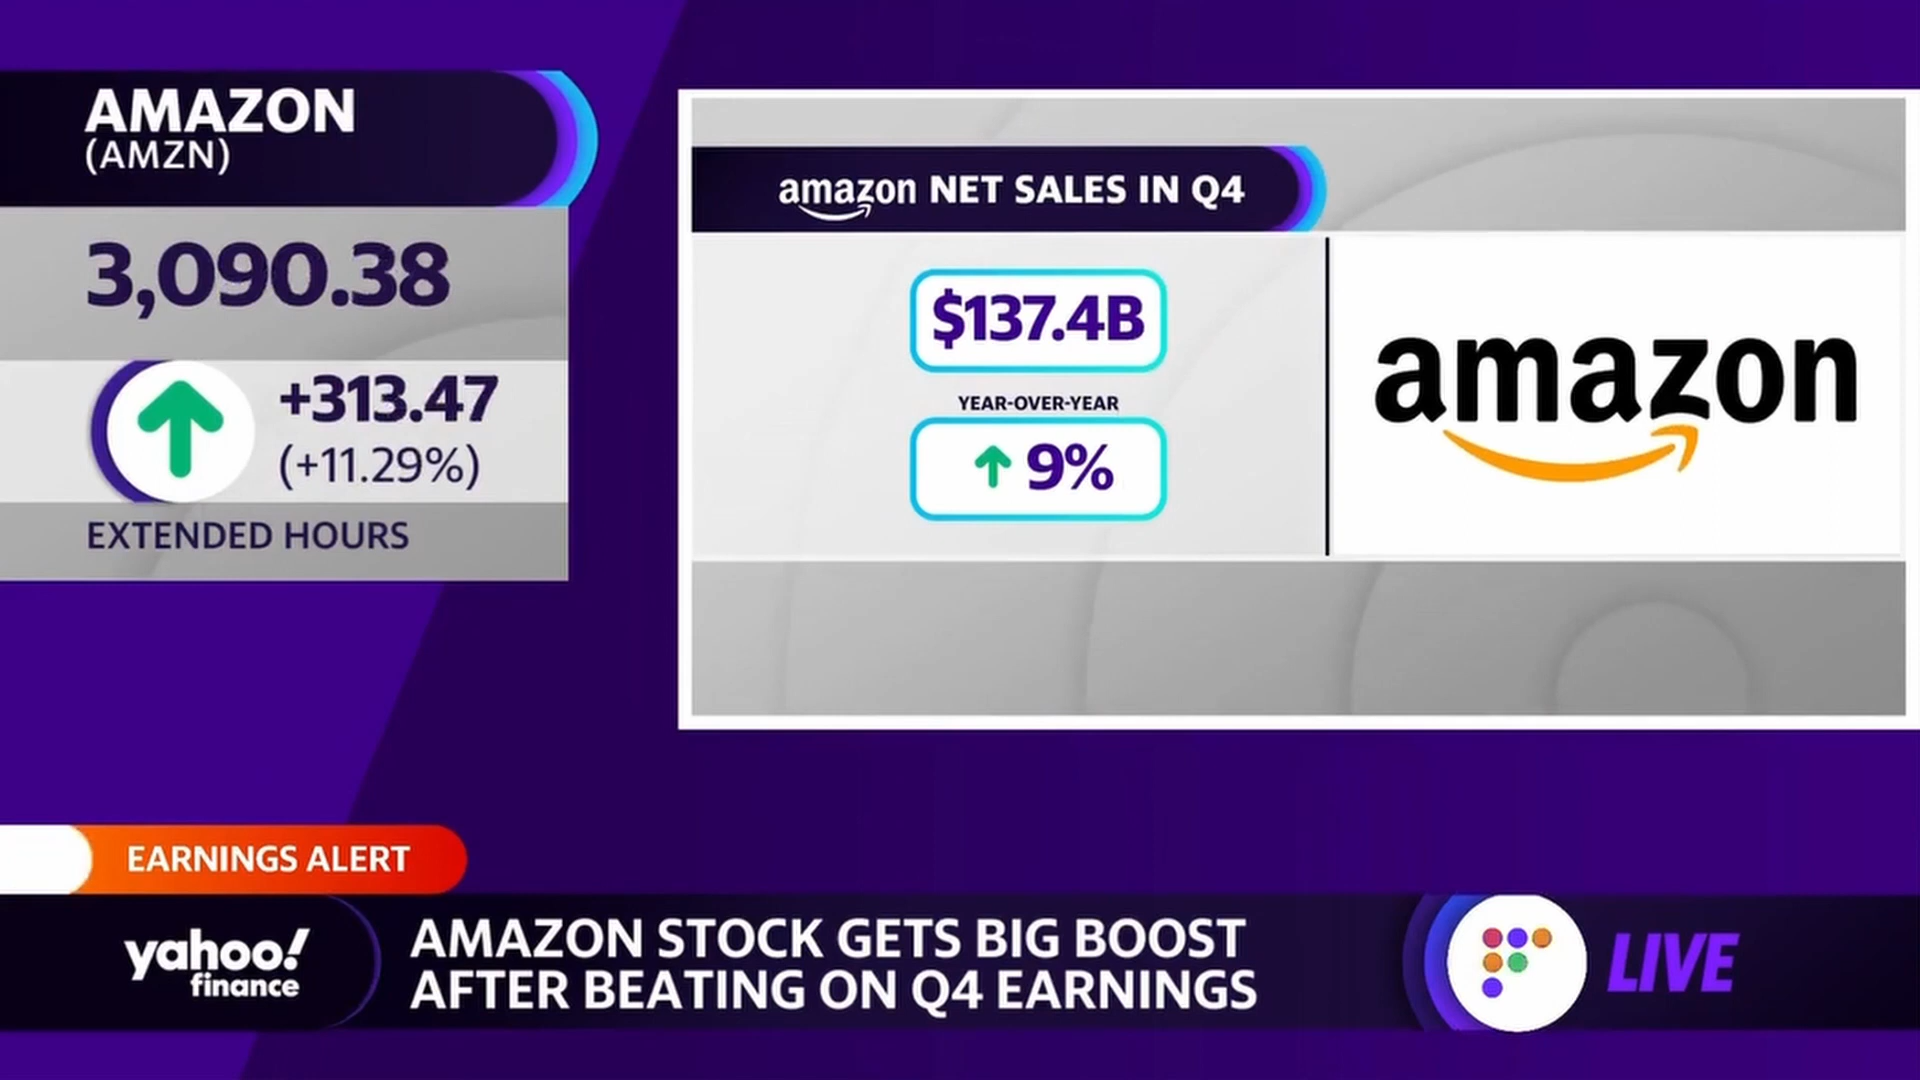 AMAZON
(AMZN)
3,090.38
+313.47
(+11.29%)
EXTENDED HOURS
amazon NET SALES IN Q4
$137.4B
YEAR-OVER-YEAR
9%
amazon
EARNINGS ALERT
yahoo!
finance
AMAZON STOCK GETS BIG BOOST
AFTER BEATING ON Q4 EARNINGS
LIVE